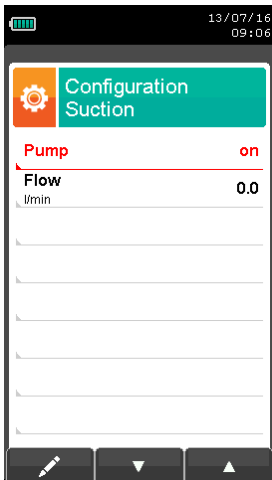 13/07/16
09:06
Configuration
Suction
Pump on
Flow 0.0
l/min